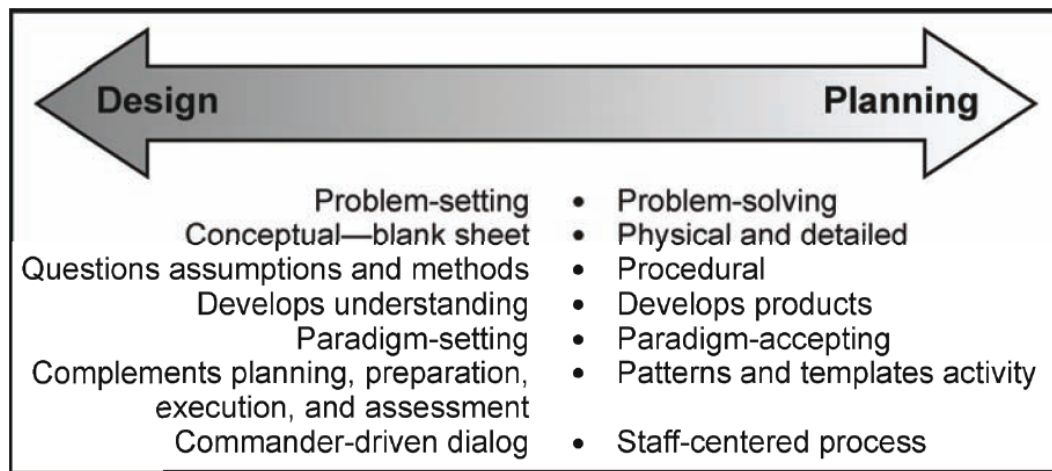 Design Planning
Problem-setting • Problem-solving
Conceptual—blank sheet • Physical and detailed
Questions assumptions and methods • Procedural
Develops understanding • Develops products
Paradigm-setting • Paradigm-accepting
Complements planning, preparation, • Patterns and templates activity
execution, and assessment
Commander-driven dialog • Staff-centered process